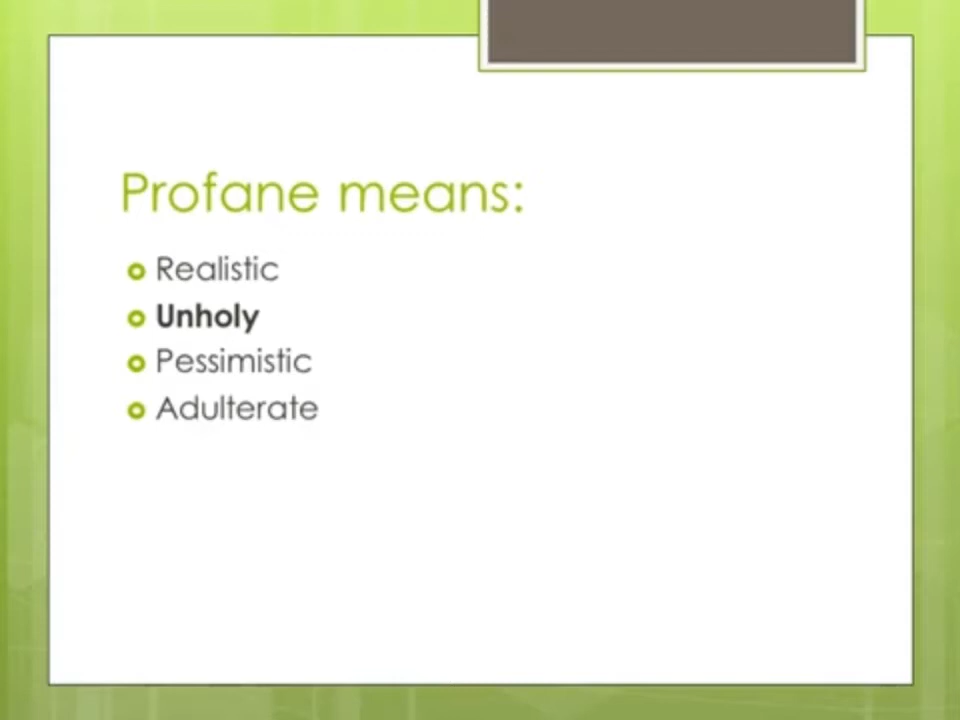 Profane means:
Realistic
Unholy
Pessimistic
Adulterate